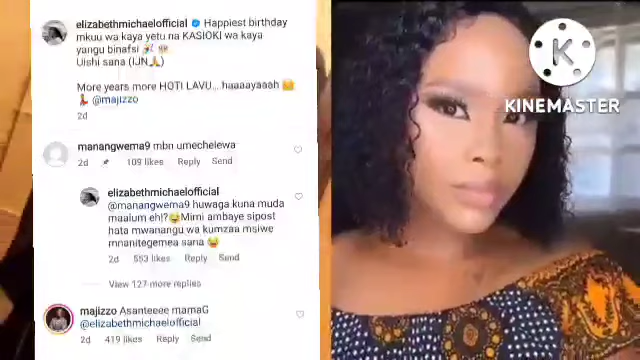 elizabethmichaelofficial Happiest birthday
mkuu wa kaya yetu na KASIOKI wa kaya
yangu binafsi 🎉
Uishi sana (IJN🙏)
More years more HOTI LAVU... haaaayaaah
💃 @majizzo
2d
manangwema9 mbn umechelewa
2d 109 likes Reply Send
elizabethmichaelofficial
@manangwema9 huwaga kuna muda
maalum eh!?😂Mimi ambaye sipost
hata mwanangu wa kumzaa msiwe
mnanitegemea sana 😂
2d 553 likes Reply Send
View 127 more replies
majizzo Asanteeee mamaG
@elizabethmichaelofficial
2d 419 likes Reply Send
K
KINEMASTER